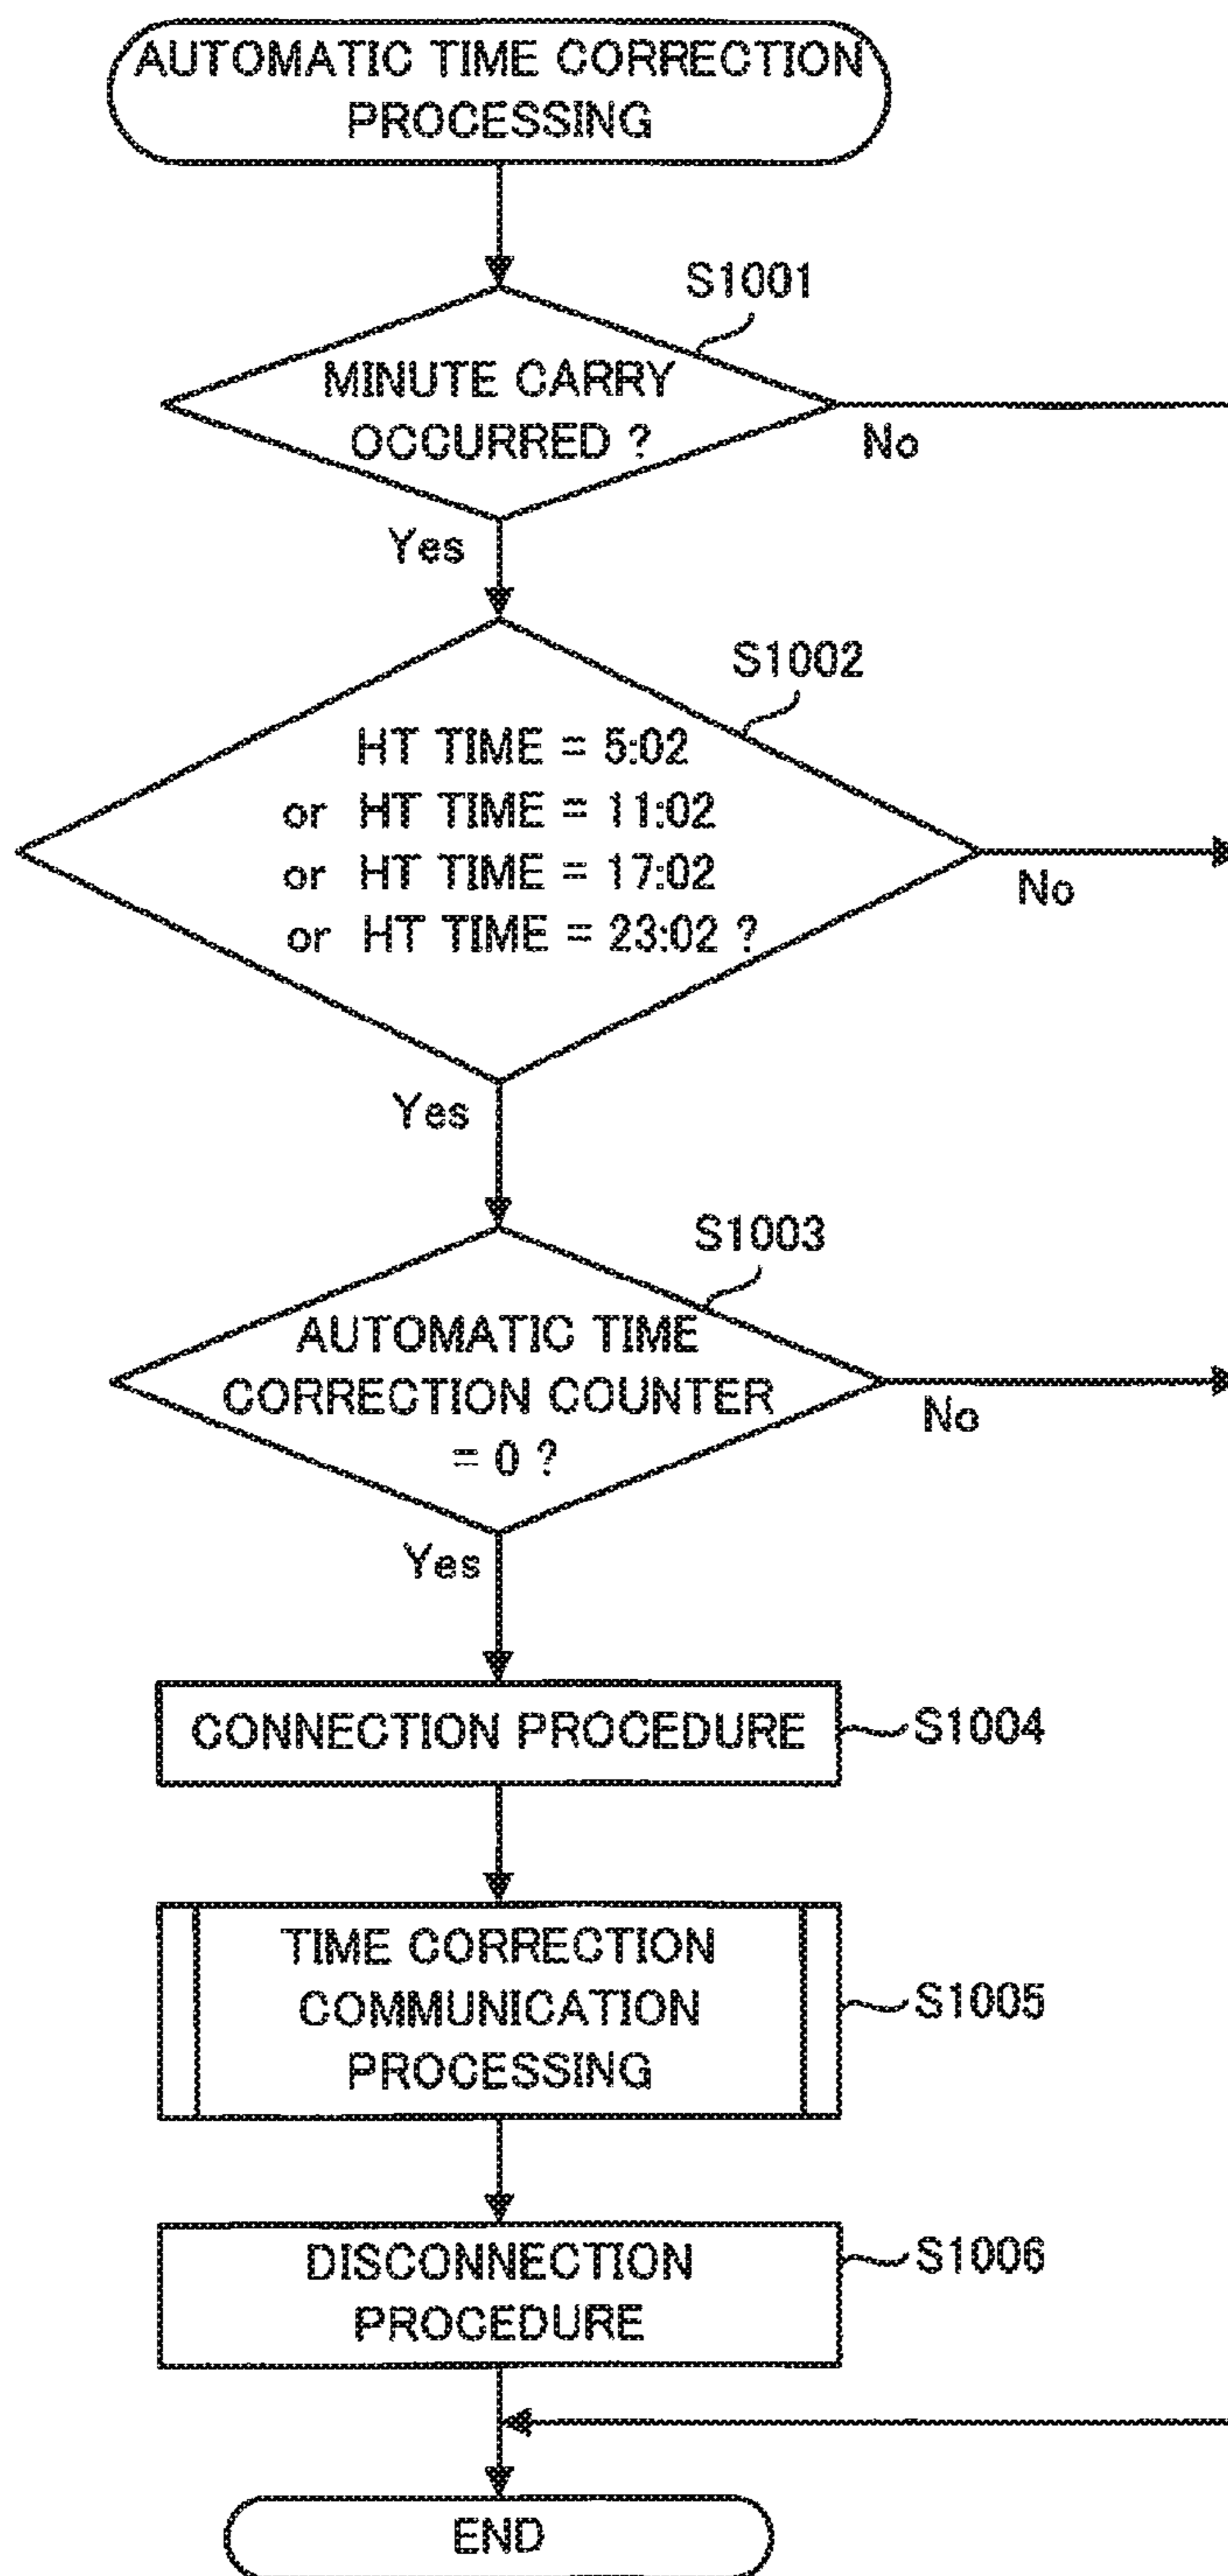 AUTOMATIC TIME CORRECTION
PROCESSING
S1001
MINUTE CARRY
OCCURRED ?
No
Yes
S1002
HT TIME = 5:02
or HT TIME = 11:02
or HT TIME = 17:02
or HT TIME = 23:02 ?
No
Yes
S1003
AUTOMATIC TIME
CORRECTION COUNTER
= 0 ?
No
Yes
CONNECTION PROCEDURE
S1004
TIME CORRECTION
COMMUNICATION
PROCESSING
S1005
DISCONNECTION
PROCEDURE
S1006
END